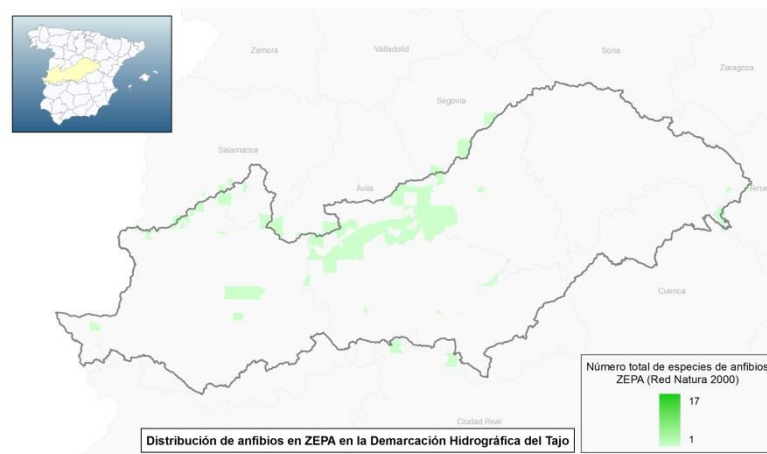 Zamora
Valladolid
Soria
Zaragoza
Segovia
Salamanca
Ávila
Cuenca
Número total de especies de anfibios
ZEPA (Red Natura 2000)
17
1
Ciudad Real
Distribución de anfibios en ZEPA en la Demarcación Hidrográfica del Tajo